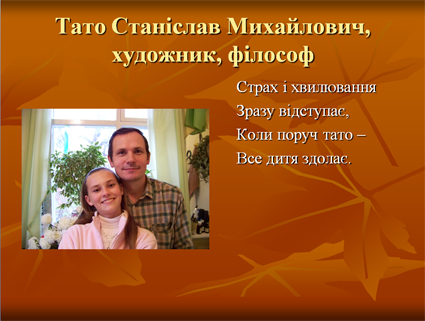 Тато Станіслав Михайлович,
художник, філософ
Страх і хвилювання
Зразу відступає,
Коли поруч тато –
Все дитя здолає.